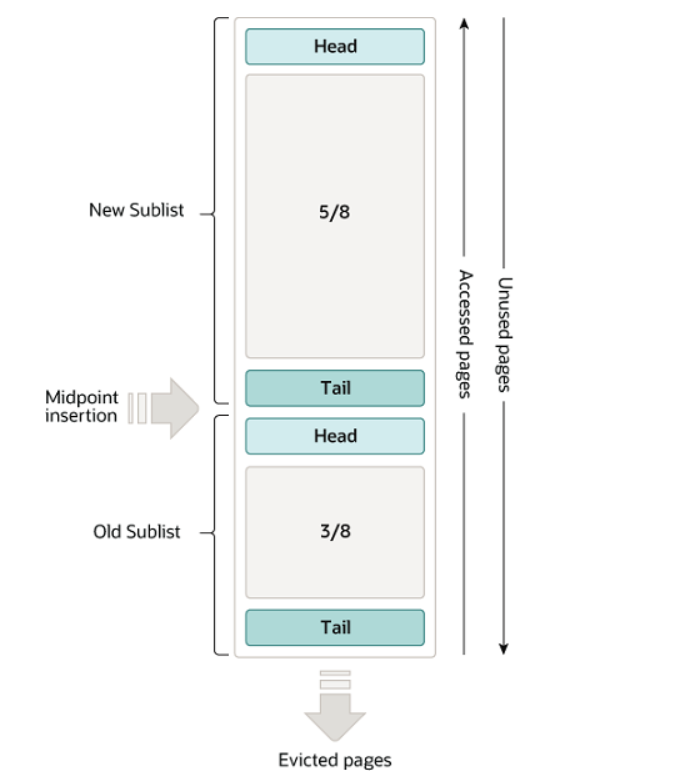 Head
New Sublist
5/8
Accessed pages
Unused pages
Tail
Midpoint
insertion
Head
Old Sublist
3/8
Tail
Evicted pages